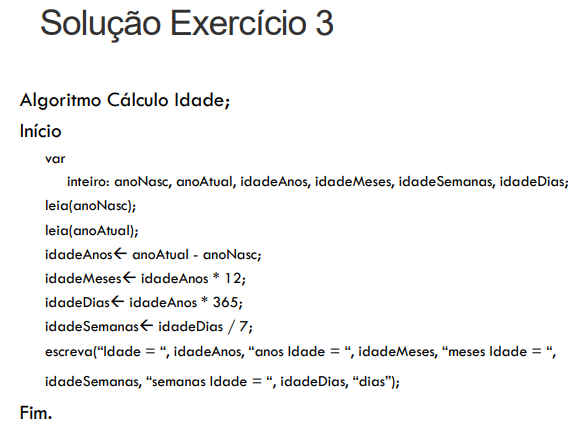 Solução Exercício 3
Algoritmo Cálculo Idade;
Início
var
inteiro: anoNasc, anoAtual, idadeAnos, idadeMeses, idadeSemanas, idadeDias;
leia(anoNasc);
leia(anoAtual);
idadeAnos← anoAtual - anoNasc;
idadeMeses← idadeAnos * 12;
idadeDias← idadeAnos * 365;
idadeSemanas← idadeDias / 7;
escreva(“Idade = “, idadeAnos, “anos Idade = “, idadeMeses, “meses Idade = “,
idadeSemanas, “semanas Idade = “, idadeDias, “dias”);
Fim.